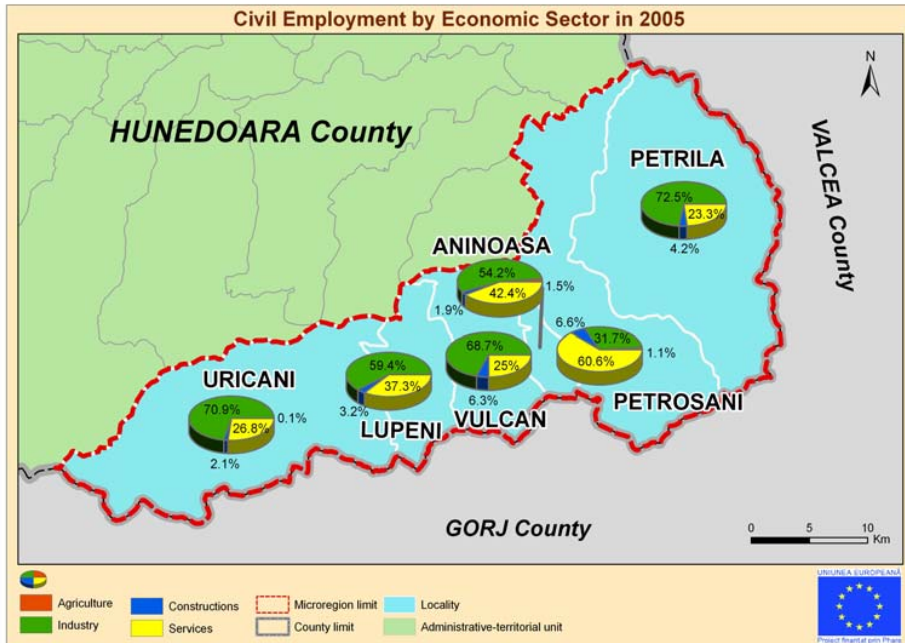 Civil Employment by Economic Sector in 2005
N
HUNEDOARA County
VALCEA County
PETRILA
72.5%
23.3%
4.2%
ANINOASA
54.2%
42.4%
1.5%
1.9%
6.6%
31.7%
60.6%
1.1%
PETROSANI
68.7%
25%
6.3%
VULCAN
59.4%
37.3%
3.2%
LUPENI
URICANI
70.9%
26.8%
0.1%
2.1%
GORJ County
0 5 10
Km
Agriculture
Industry
Constructions
Services
Microregion limit
County limit
Locality
Administrative-territorial unit
UNIUNEA EUROPEANĂ
Proiect finanțat prin Phare